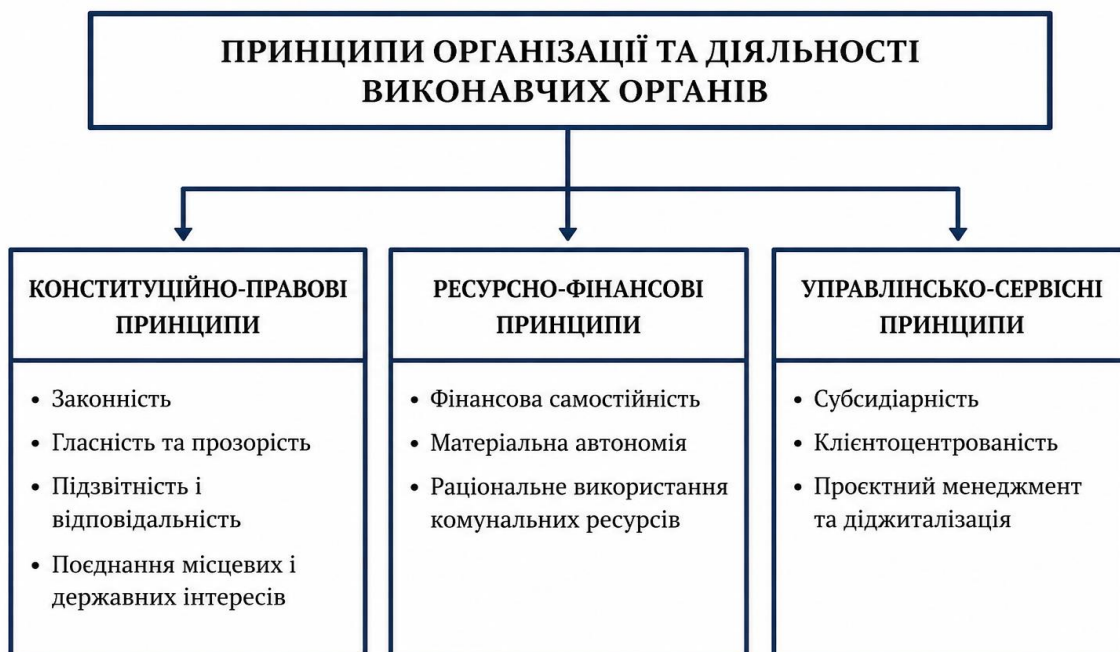 ПРИНЦИПИ ОРГАНІЗАЦІЇ ТА ДІЯЛЬНОСТІ
ВИКОНАВЧИХ ОРГАНІВ
КОНСТИТУЦІЙНО-ПРАВОВІ
ПРИНЦИПИ
• Законність
• Гласність та прозорість
• Підзвітність і
відповідальність
• Поєднання місцевих і
державних інтересів
РЕСУРСНО-ФІНАНСОВІ
ПРИНЦИПИ
• Фінансова самостійність
• Матеріальна автономія
• Раціональне використання
комунальних ресурсів
УПРАВЛІНСЬКО-СЕРВІСНІ
ПРИНЦИПИ
• Субсидіарність
• Клієнтоцентрованість
• Проєктний менеджмент
та діджиталізація